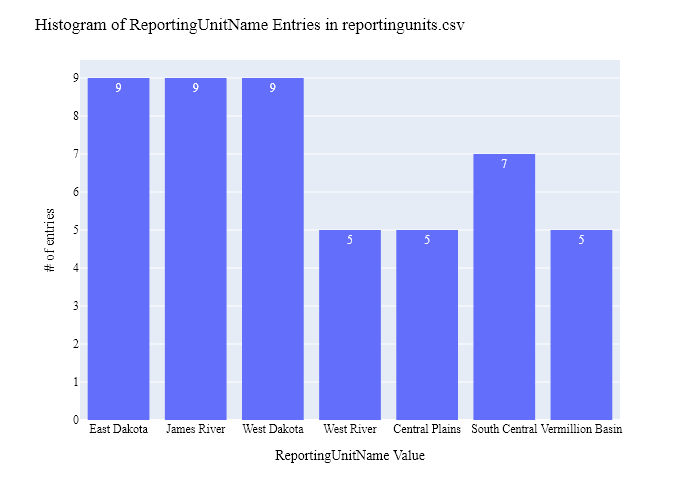 Histogram of ReportingUnitName Entries in reportingunits.csv
# of entries
9
8
7
6
5
4
3
2
1
0
9 9 9 5 5 7 5
East Dakota James River West Dakota West River Central Plains South Central Vermillion Basin
ReportingUnitName Value